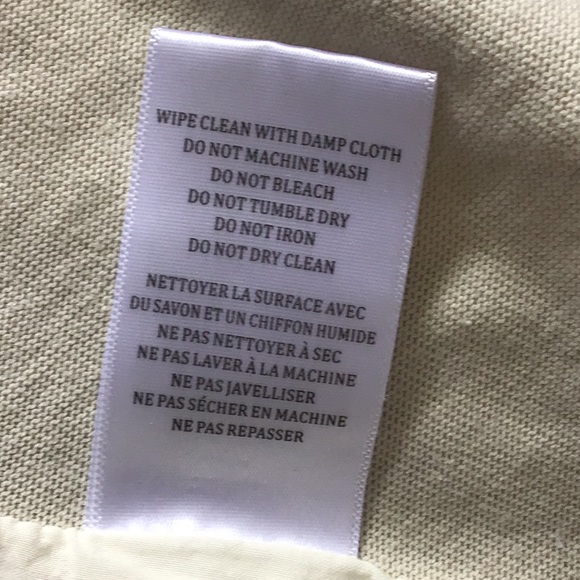 WIPE CLEAN WITH DAMP CLOTH
DO NOT MACHINE WASH
DO NOT BLEACH
DO NOT TUMBLE DRY
DO NOT IRON
DO NOT DRY CLEAN
NETTOYER LA SURFACE AVEC
DU SAVON ET UN CHIFFON HUMIDE
NE PAS NETTOYER À SEC
NE PAS LAVER À LA MACHINE
NE PAS JAVELLISER
NE PAS SÉCHER EN MACHINE
NE PAS REPASSER